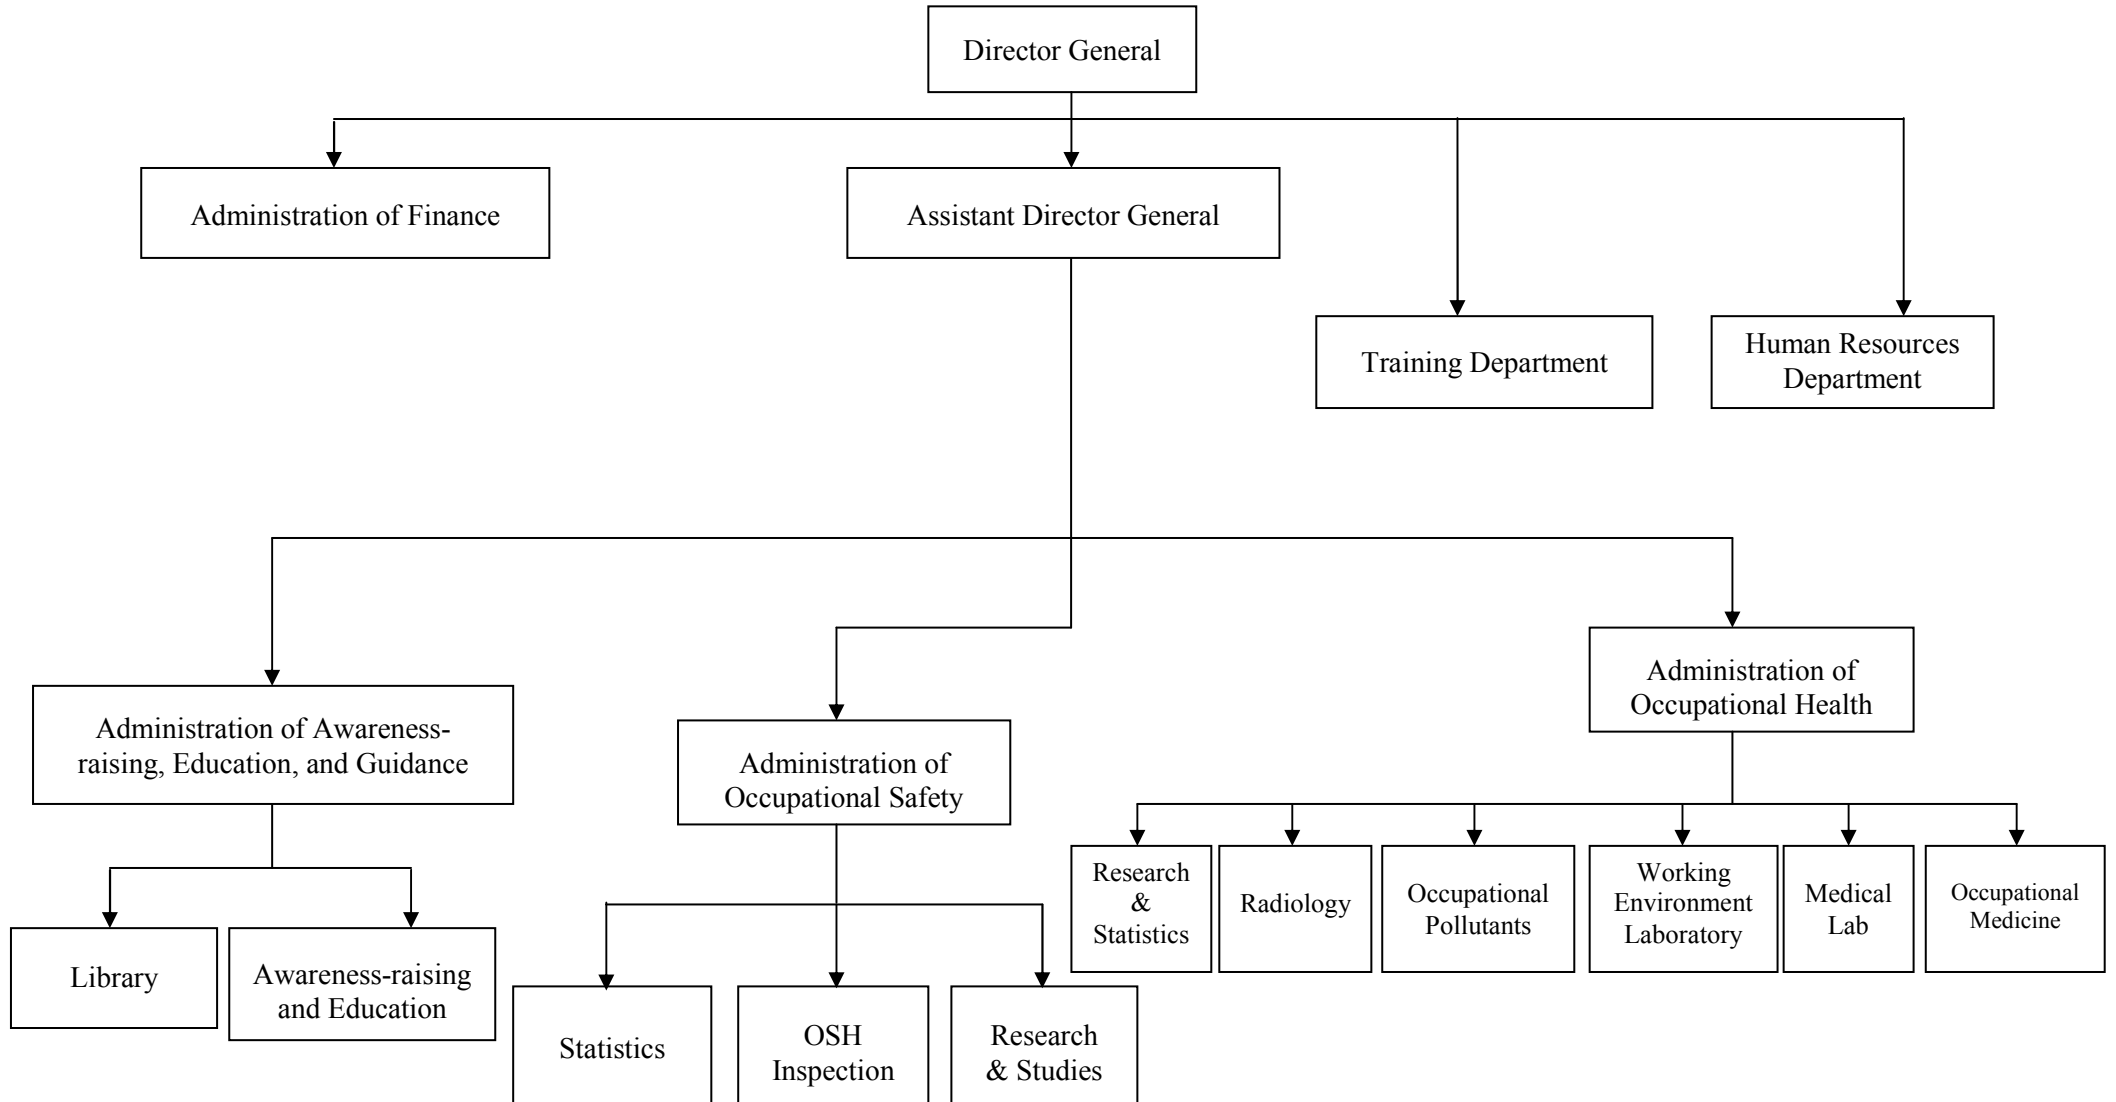 Director General
Administration of Finance
Assistant Director General
Training Department
Human Resources
Department
Administration of Awareness-
raising, Education, and Guidance
Administration of
Occupational Safety
Administration of
Occupational Health
Library
Awareness-raising
and Education
Statistics
OSH
Inspection
Research
& Studies
Research
&
Statistics
Radiology
Occupational
Pollutants
Working
Environment
Laboratory
Medical
Lab
Occupational
Medicine